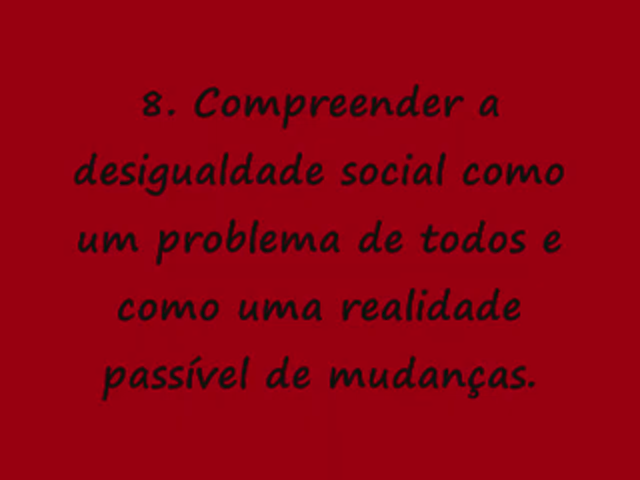 8. Compreender a
desigualdade social como
um problema de todos e
como uma realidade
passível de mudanças.